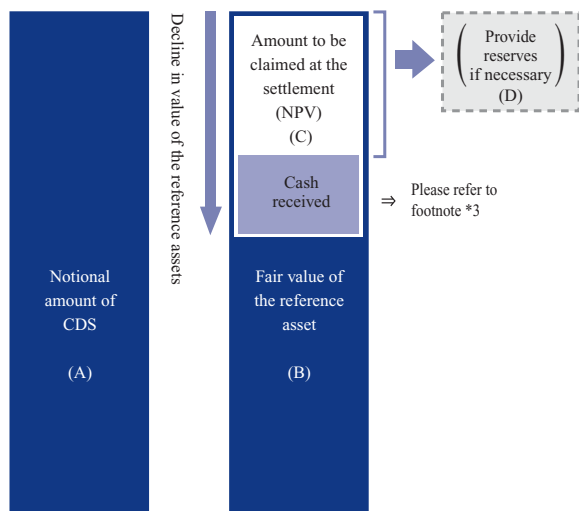 Notional
amount of
CDS
(A)
Decline in value of the reference assets
Amount to be
claimed at the
settlement
(NPV)
(C)
Cash
received
Fair value of
the reference
asset
(B)
(Provide
reserves
if necessary)
(D)
⇒ Please refer to
footnote *3